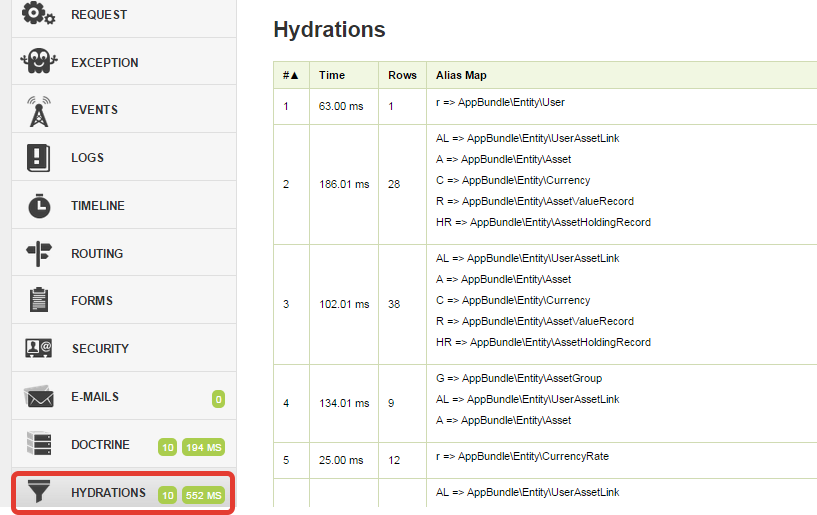 REQUEST
EXCEPTION
EVENTS
LOGS
TIMELINE
ROUTING
FORMS
SECURITY
E-MAILS 0
DOCTRINE 10 194 MS
HYDRATIONS 10 552 MS
Hydrations
#▲ Time Rows Alias Map
1 63.00 ms 1 r => AppBundle\Entity\User
2 186.01 ms 28 AL => AppBundle\Entity\UserAssetLink
A => AppBundle\Entity\Asset
C => AppBundle\Entity\Currency
R => AppBundle\Entity\AssetValueRecord
HR => AppBundle\Entity\AssetHoldingRecord
3 102.01 ms 38 AL => AppBundle\Entity\UserAssetLink
A => AppBundle\Entity\Asset
C => AppBundle\Entity\Currency
R => AppBundle\Entity\AssetValueRecord
HR => AppBundle\Entity\AssetHoldingRecord
4 134.01 ms 9 G => AppBundle\Entity\AssetGroup
AL => AppBundle\Entity\UserAssetLink
A => AppBundle\Entity\Asset
5 25.00 ms 12 r => AppBundle\Entity\CurrencyRate
AL => AppBundle\Entity\UserAssetLink